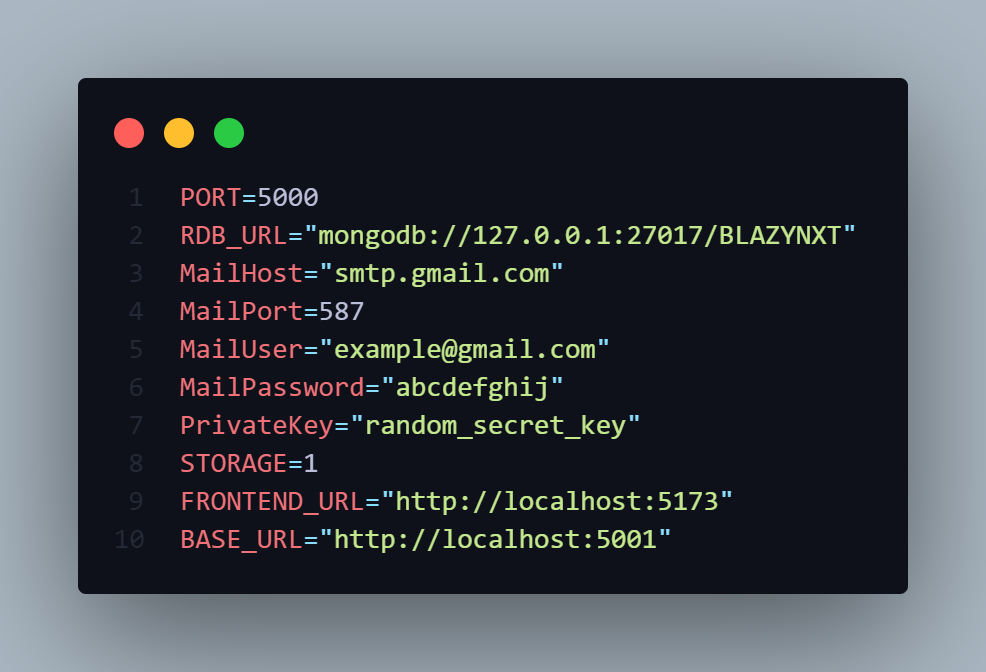 1 PORT=5000
2 RDB_URL="mongodb://127.0.0.1:27017/BLAZYNXT"
3 MailHost="smtp.gmail.com"
4 MailPort=587
5 MailUser="example@gmail.com"
6 MailPassword="abcdefghij"
7 PrivateKey="random_secret_key"
8 STORAGE=1
9 FRONTEND_URL="http://localhost:5173"
10 BASE_URL="http://localhost:5001"